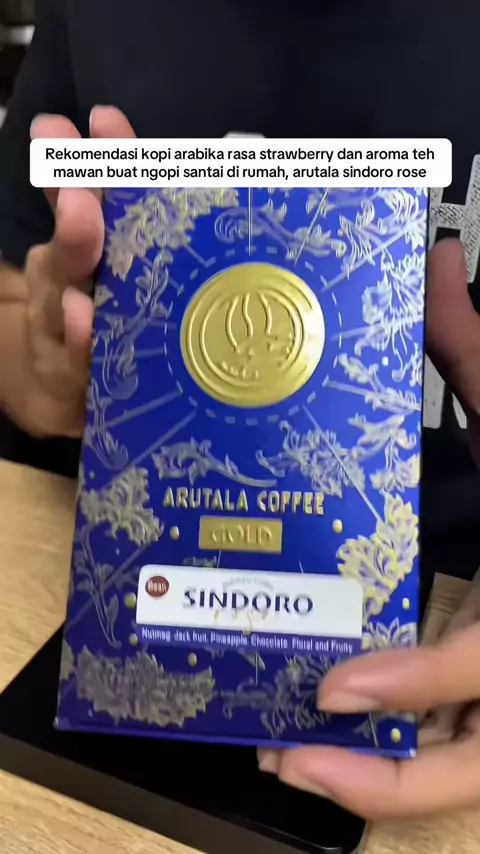 Rekomendasi kopi arabika rasa strawberry dan aroma teh
mawan buat ngopi santai di rumah, arutala sindoro rose
ARUTALA COFFEE
GOLD
Bean
SINDORO
Nutmeg, Jack fruit, Pineapple, Chocolate, Floral and Fruity